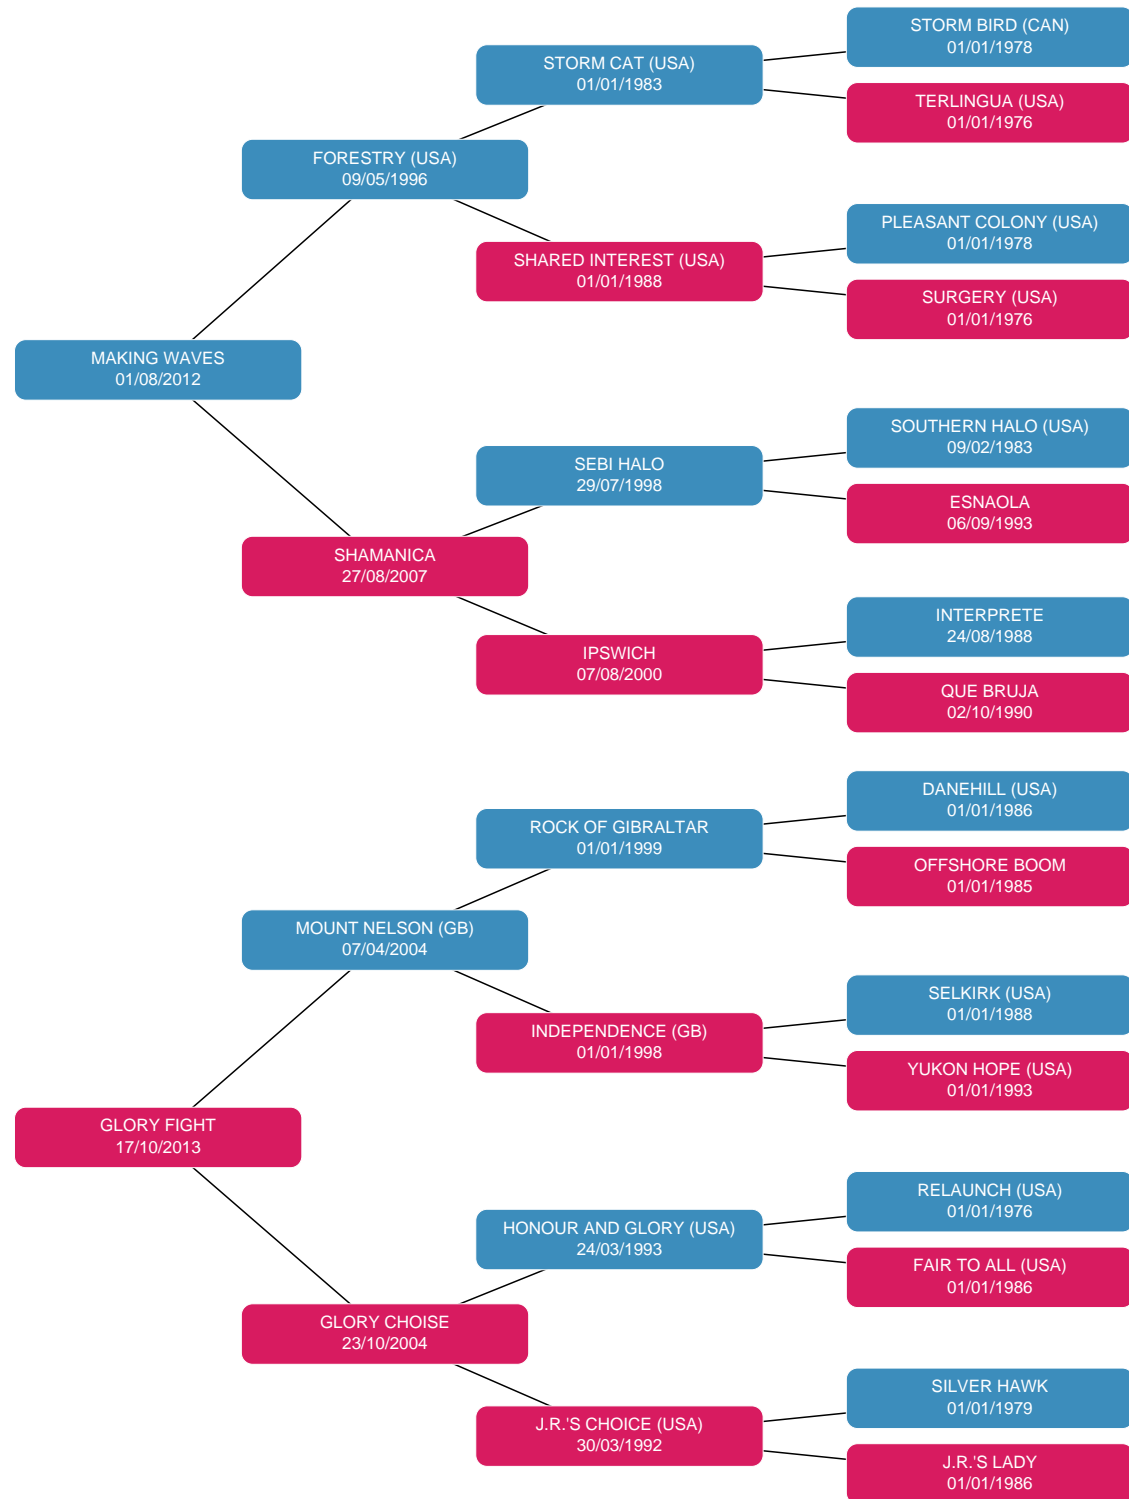 STORM BIRD (CAN)
01/01/1978
STORM CAT (USA)
01/01/1983
TERLINGUA (USA)
01/01/1976
FORESTRY (USA)
09/05/1996
PLEASANT COLONY (USA)
01/01/1978
SHARED INTEREST (USA)
01/01/1988
SURGERY (USA)
01/01/1976
MAKING WAVES
01/08/2012
SOUTHERN HALO (USA)
09/02/1983
SEBI HALO
29/07/1998
ESNAOLA
06/09/1993
SHAMANICA
27/08/2007
INTERPRETE
24/08/1988
IPSWICH
07/08/2000
QUE BRUJA
02/10/1990
DANEHILL (USA)
01/01/1986
ROCK OF GIBRALTAR
01/01/1999
OFFSHORE BOOM
01/01/1985
MOUNT NELSON (GB)
07/04/2004
SELKIRK (USA)
01/01/1988
INDEPENDENCE (GB)
01/01/1998
YUKON HOPE (USA)
01/01/1993
GLORY FIGHT
17/10/2013
RELAUNCH (USA)
01/01/1976
HONOUR AND GLORY (USA)
24/03/1993
FAIR TO ALL (USA)
01/01/1986
GLORY CHOISE
23/10/2004
SILVER HAWK
01/01/1979
J.R.'S CHOICE (USA)
30/03/1992
J.R.'S LADY
01/01/1986